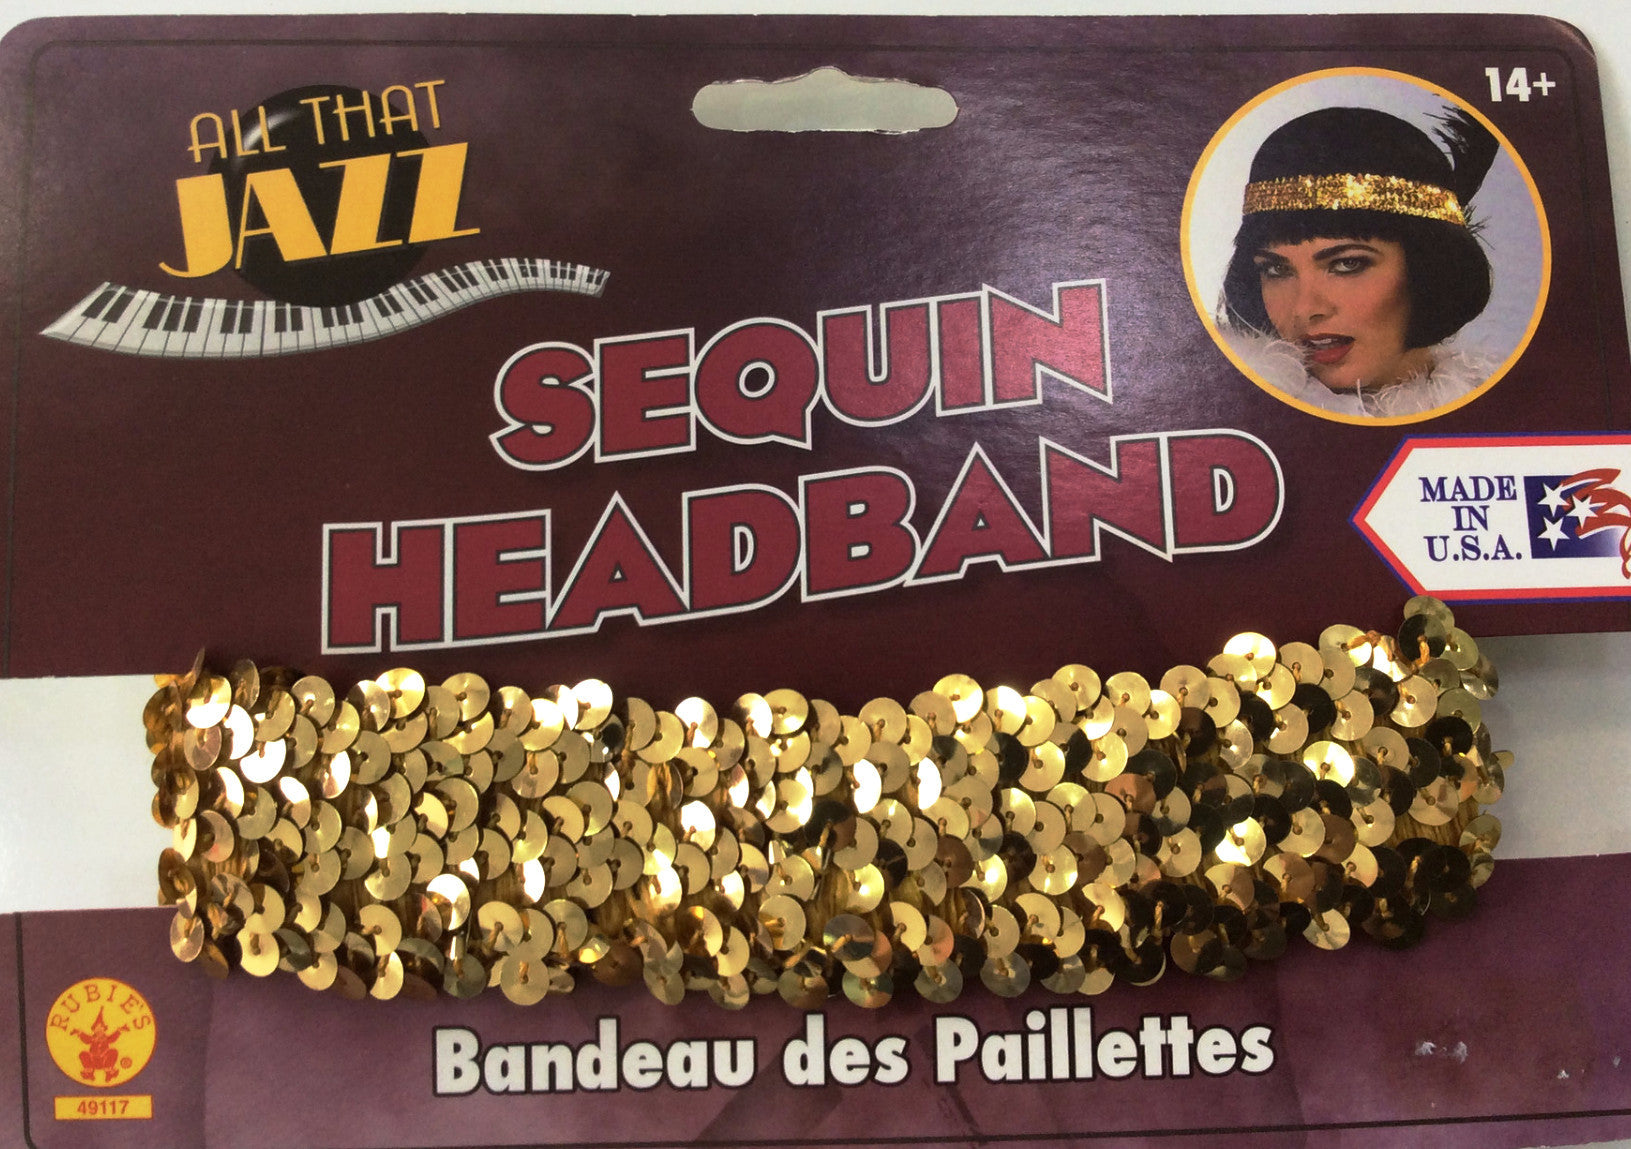 ALL THAT
JAZZ
14+
SEQUIN
HEADBAND
MADE
IN
U.S.A.
RUBIE'S
®
49117
Bandeau des Paillettes